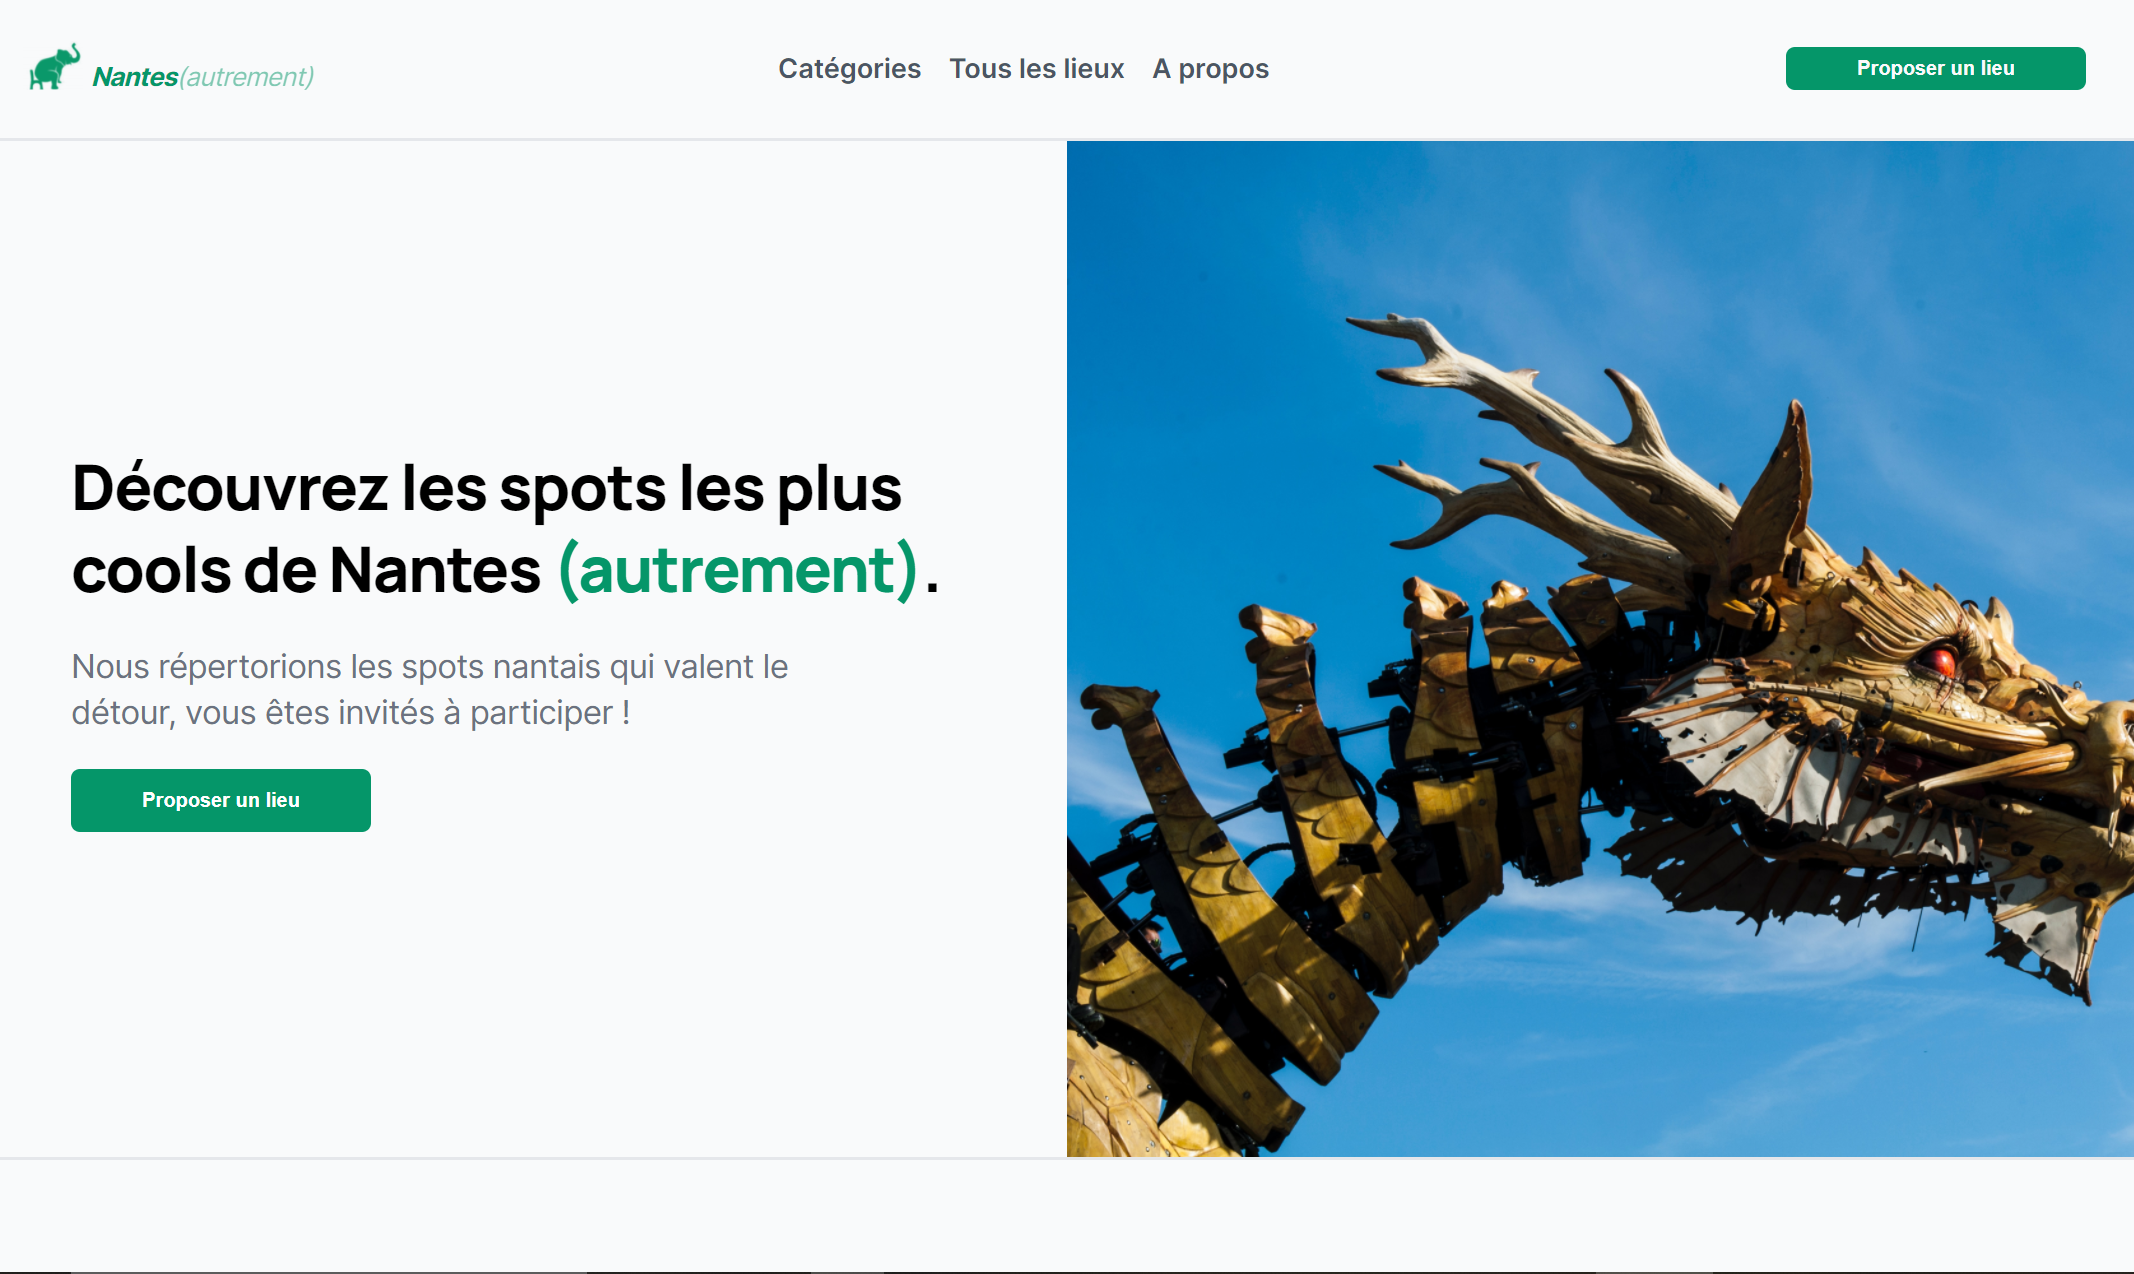 Nantes(autrement)
Catégories
Tous les lieux
A propos
Proposer un lieu
Découvrez les spots les plus
cools de Nantes (autrement).
Nous répertorions les spots nantais qui valent le
détour, vous êtes invités à participer !
Proposer un lieu